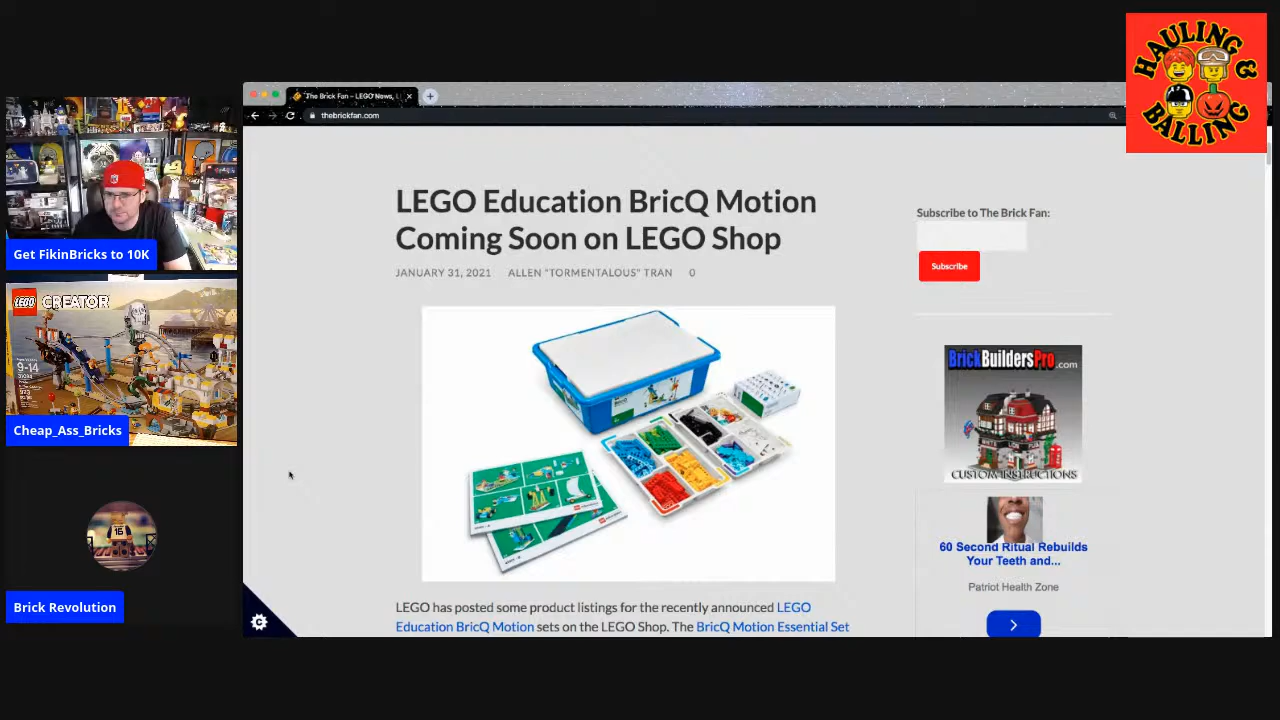 HAULING &
BALLING
The Brick Fan – LEGO News, L
thebrickfan.com
Get FikinBricks to 10K
LEGO CREATOR
9-14
Cheap_Ass_Bricks
Brick Revolution
LEGO Education BricQ Motion
Coming Soon on LEGO Shop
JANUARY 31, 2021 ALLEN "TORMENTALOUS" TRAN 0
LEGO has posted some product listings for the recently announced LEGO
Education BricQ Motion sets on the LEGO Shop. The BricQ Motion Essential Set
Subscribe to The Brick Fan:
Subscribe
BrickBuildersPro.com
CUSTOM INSTRUCTIONS
60 Second Ritual Rebuilds
Your Teeth and...
Patriot Health Zone